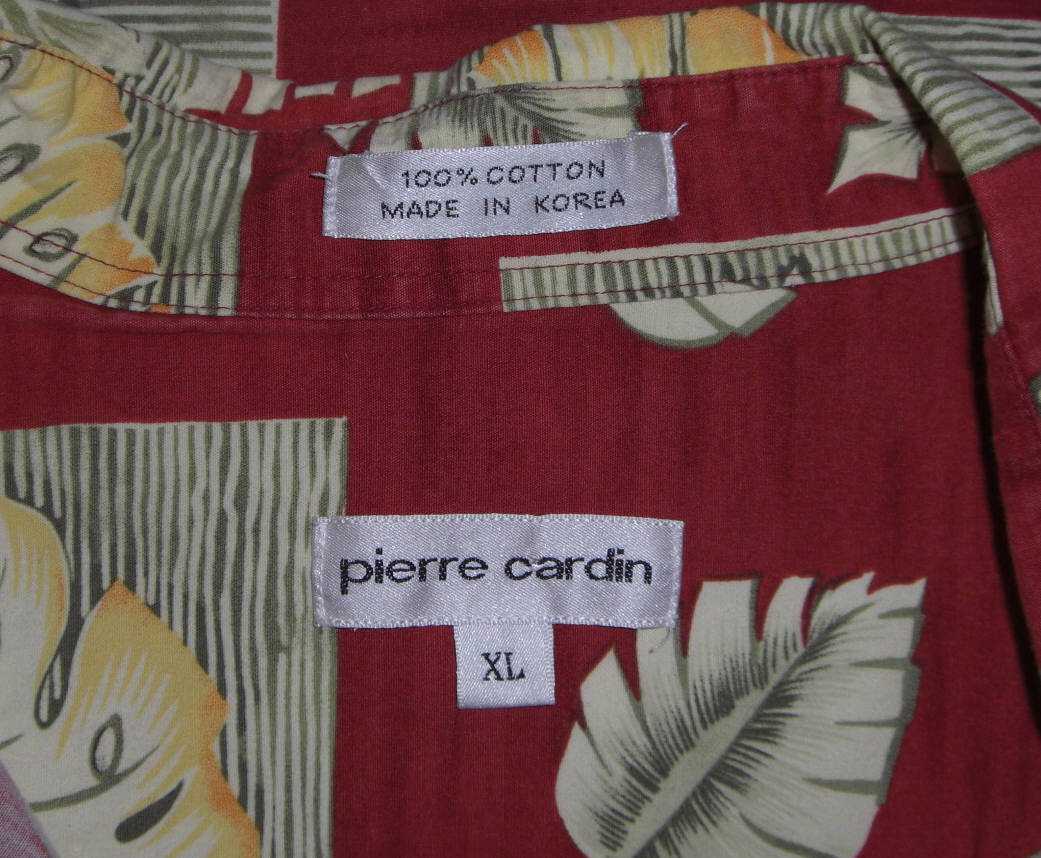 100% COTTON
MADE IN KOREA
pierre cardin
XL